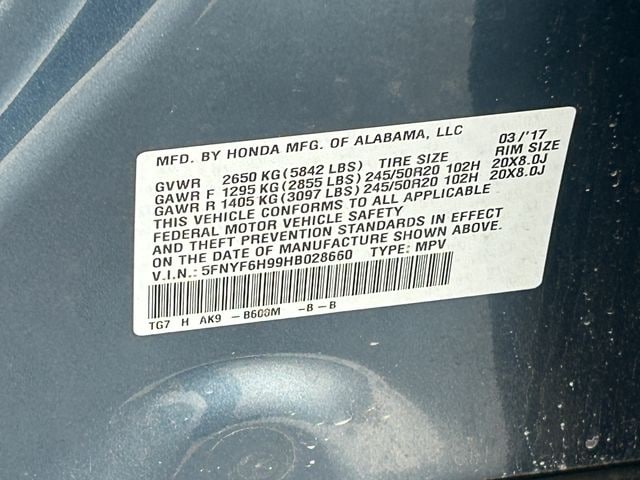 MFD. BY HONDA MFG. OF ALABAMA, LLC 03/'17
GVWR 2650 KG (5842 LBS) TIRE SIZE RIM SIZE
GAWR F 1295 KG (2855 LBS) 245/50R20 102H 20X8.0J
GAWR R 1405 KG (3097 LBS) 245/50R20 102H 20X8.0J
THIS VEHICLE CONFORMS TO ALL APPLICABLE
FEDERAL MOTOR VEHICLE SAFETY
AND THEFT PREVENTION STANDARDS IN EFFECT
ON THE DATE OF MANUFACTURE SHOWN ABOVE.
V.I.N.: 5FNYF6H99HB028660 TYPE: MPV
TG7 H AK9 -B608M -B-B